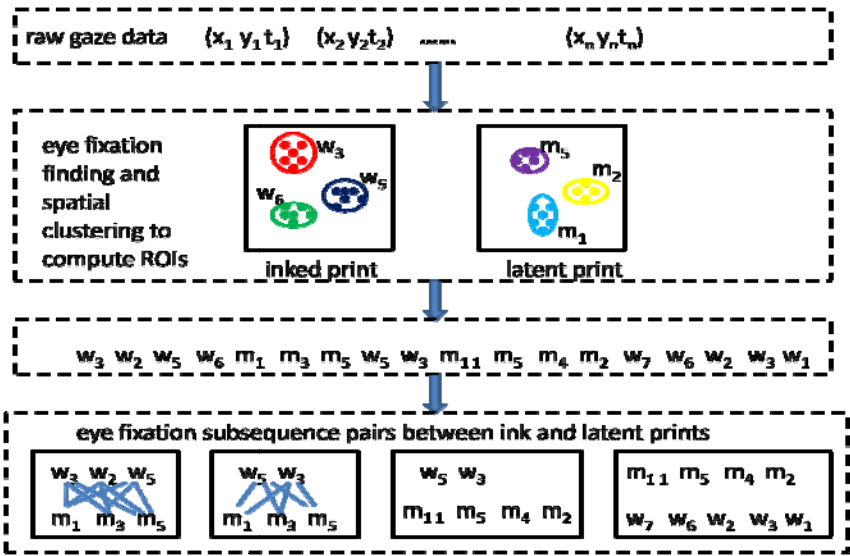 raw gaze data (x₁ y₁ t₁) (x₂ y₂ t₂) ...... (xₙ yₙ tₙ)
eye fixation
finding and
spatial
clustering to
compute ROIs
w₃
w₅
w₆
inked print
m₅
m₂
m₁
latent print
w₃ w₂ w₅ w₆ m₁ m₃ m₅ w₅ w₃ m₁₁ m₅ m₄ m₂ w₇ w₆ w₂ w₃ w₁
eye fixation subsequence pairs between ink and latent prints
w₃ w₂ w₅
m₁ m₃ m₅
w₅ w₃
m₁ m₃ m₅
w₅ w₃
m₁₁ m₅ m₄ m₂
m₁₁ m₅ m₄ m₂
w₇ w₆ w₂ w₃ w₁